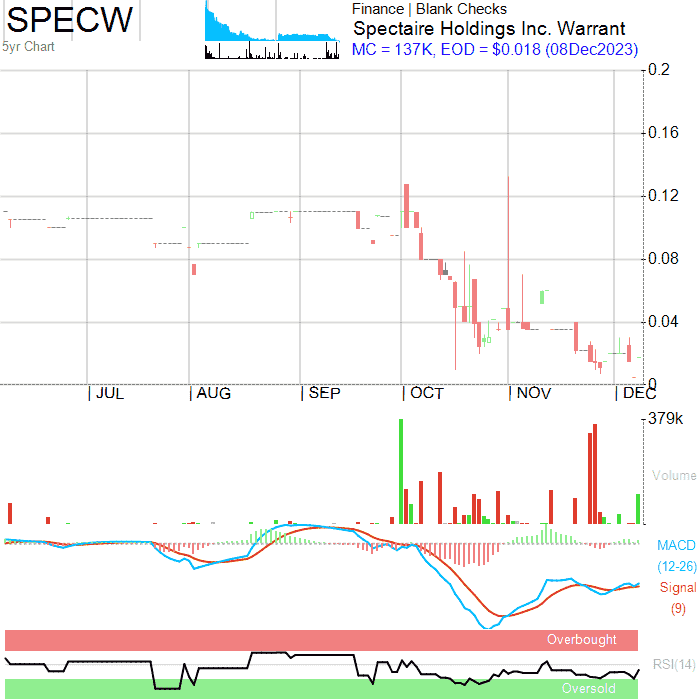 SPECW
5yr Chart
Finance | Blank Checks
Spectaire Holdings Inc. Warrant
MC = 137K, EOD = $0.018 (08Dec2023)
0.2
0.16
0.12
0.08
0.04
0
| JUL | AUG | SEP | OCT | NOV | DEC
379k
Volume
MACD
(12-26)
Signal
(9)
Overbought
RSI(14)
Oversold